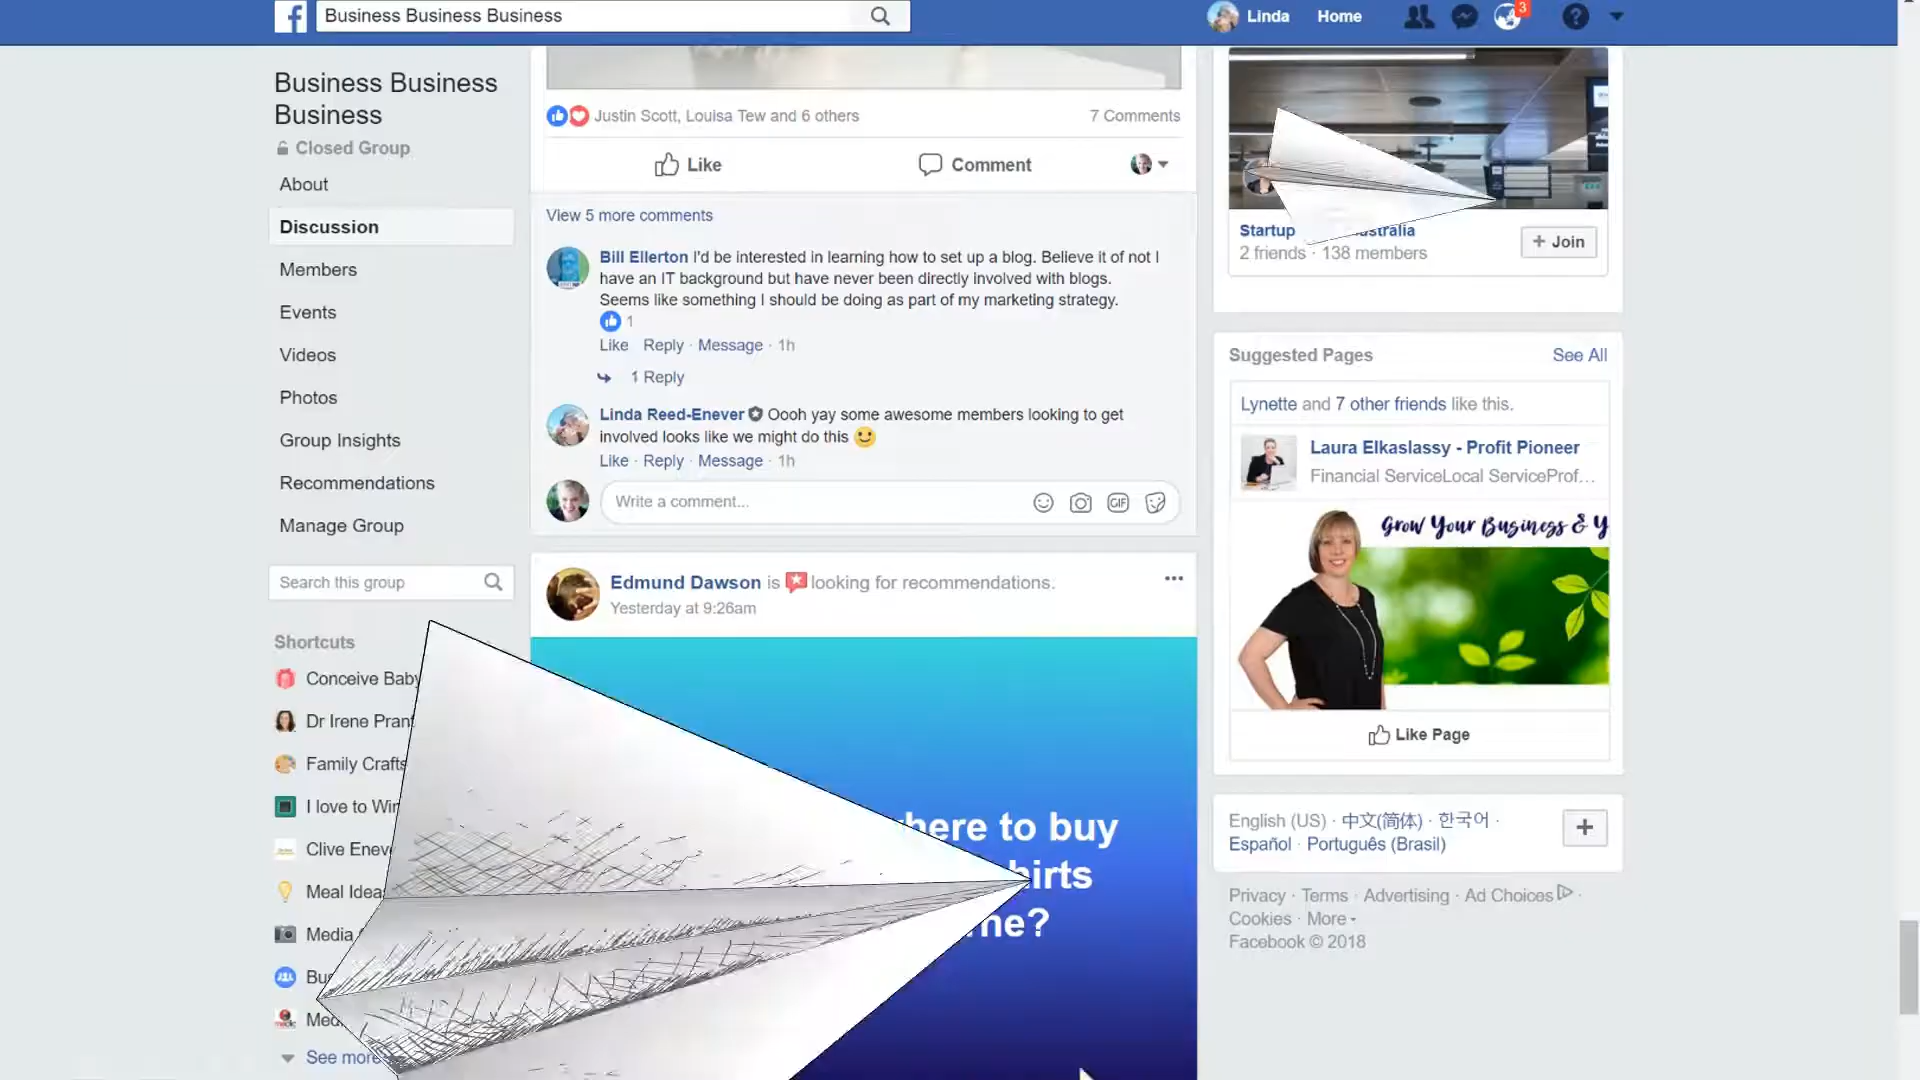 Business Business Business
Linda
Home
3
Business Business
Business
Closed Group
About
Discussion
Members
Events
Videos
Photos
Group Insights
Recommendations
Manage Group
Search this group
Shortcuts
Conceive Baby
Dr Irene
Family Crafts
I love to
Clive
Meal
Media
See more
Justin Scott, Louisa Tew and 6 others
7 Comments
Like
Comment
View 5 more comments
Bill Ellerton I'd be interested in learning how to set up a blog. Believe it of not I
have an IT background but have never been directly involved with blogs.
Seems like something I should be doing as part of my marketing strategy.
1
Like Reply · Message · 1h
1 Reply
Linda Reed-Enever Oooh yay some awesome members looking to get
involved looks like we might do this
Like · Reply · Message · 1h
Write a comment...
GIF
Edmund Dawson is looking for recommendations.
Yesterday at 9:26am
to buy
Startup
2 friends · 138 members
+ Join
Suggested Pages
See All
Lynette and 7 other friends like this.
Laura Elkaslassy - Profit Pioneer
Financial ServiceLocal ServiceProf...
Grow Your Business & Y
Like Page
English (US) · 中文(简体) · 한국어 ·
Español · Português (Brasil)
+
Privacy · Terms · Advertising · Ad Choices ·
Cookies · More
Facebook © 2018